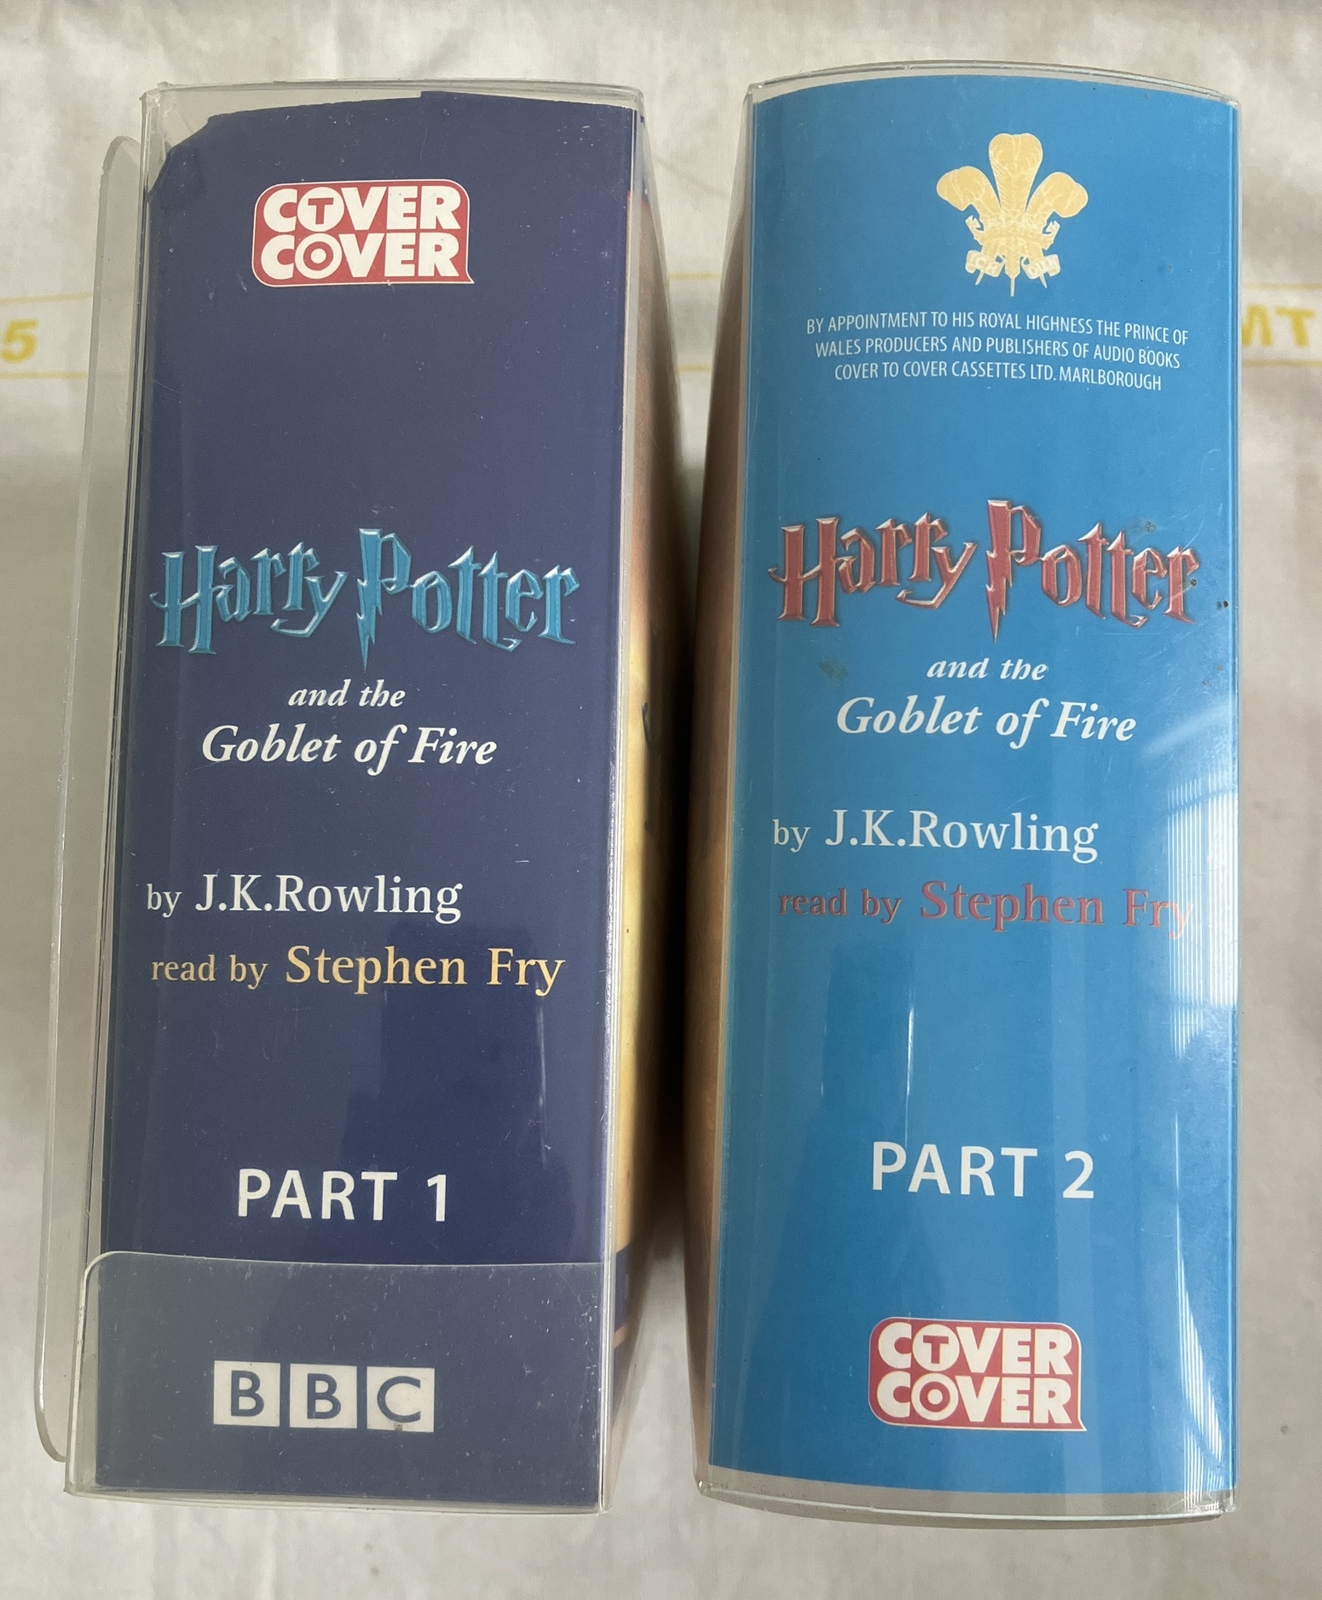 COVER
TO
COVER
Harry Potter
and the
Goblet of Fire
by J.K.Rowling
read by Stephen Fry
PART 1
BBC
BY APPOINTMENT TO HIS ROYAL HIGHNESS THE PRINCE OF
WALES PRODUCERS AND PUBLISHERS OF AUDIO BOOKS
COVER TO COVER CASSETTES LTD. MARLBOROUGH
Harry Potter
and the
Goblet of Fire
by J.K.Rowling
read by Stephen Fry
PART 2
COVER
TO
COVER
5